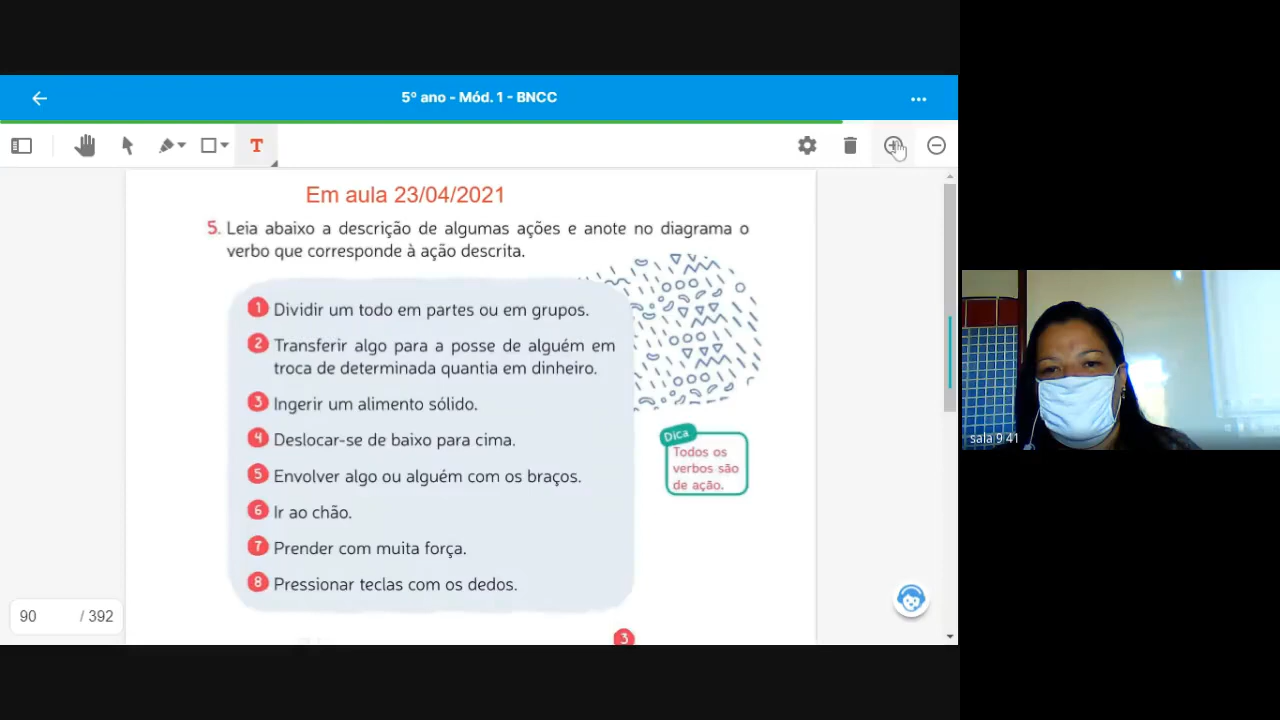 5º ano - Mód. 1 - BNCC
T
Em aula 23/04/2021
5. Leia abaixo a descrição de algumas ações e anote no diagrama o
verbo que corresponde à ação descrita.
1 Dividir um todo em partes ou em grupos.
2 Transferir algo para a posse de alguém em
troca de determinada quantia em dinheiro.
3 Ingerir um alimento sólido.
4 Deslocar-se de baixo para cima.
5 Envolver algo ou alguém com os braços.
6 Ir ao chão.
7 Prender com muita força.
8 Pressionar teclas com os dedos.
Dica
Todos os
verbos são
de ação.
3
90 / 392
sala 9 41